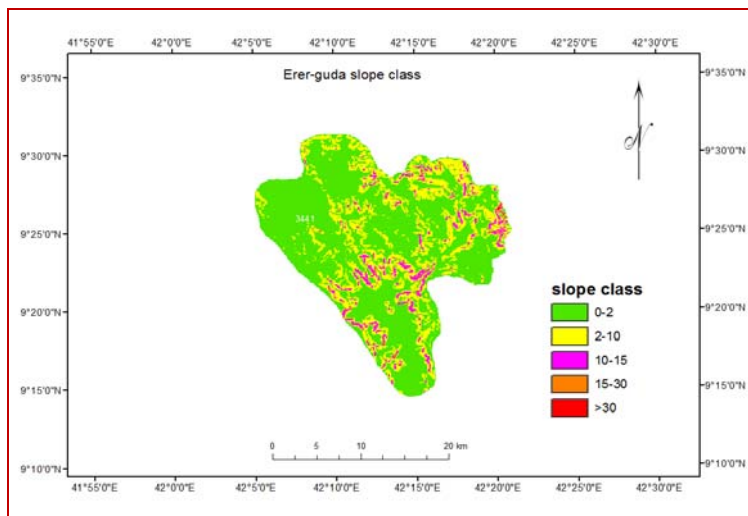 41°55'0"E 42°0'0"E 42°5'0"E 42°10'0"E 42°15'0"E 42°20'0"E 42°25'0"E 42°30'0"E
Erer-guda slope class
N
9°35'0"N 9°35'0"N
9°30'0"N 9°30'0"N
3441
9°25'0"N 9°25'0"N
9°20'0"N 9°20'0"N
9°15'0"N 9°15'0"N
9°10'0"N 9°10'0"N
slope class
0-2
2-10
10-15
15-30
>30
0 5 10 20 km
41°55'0"E 42°0'0"E 42°5'0"E 42°10'0"E 42°15'0"E 42°20'0"E 42°25'0"E 42°30'0"E